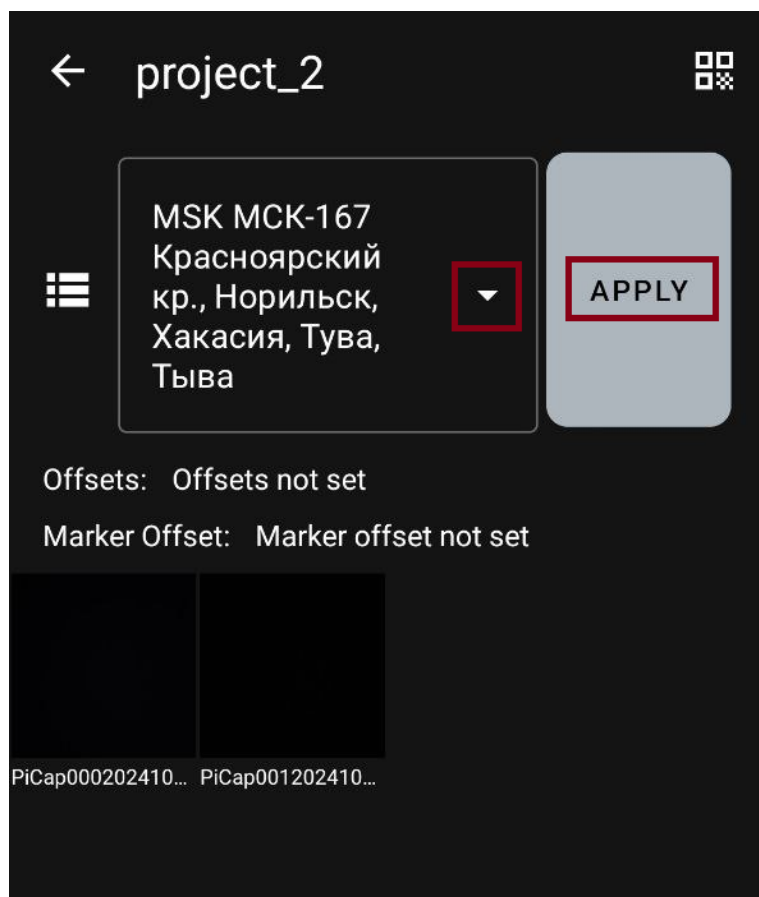 project_2
MSK МСК-167
Красноярский
кр., Норильск,
Хакасия, Тува,
Тыва
APPLY
Offsets: Offsets not set
Marker Offset: Marker offset not set
PiCap000202410... PiCap001202410...